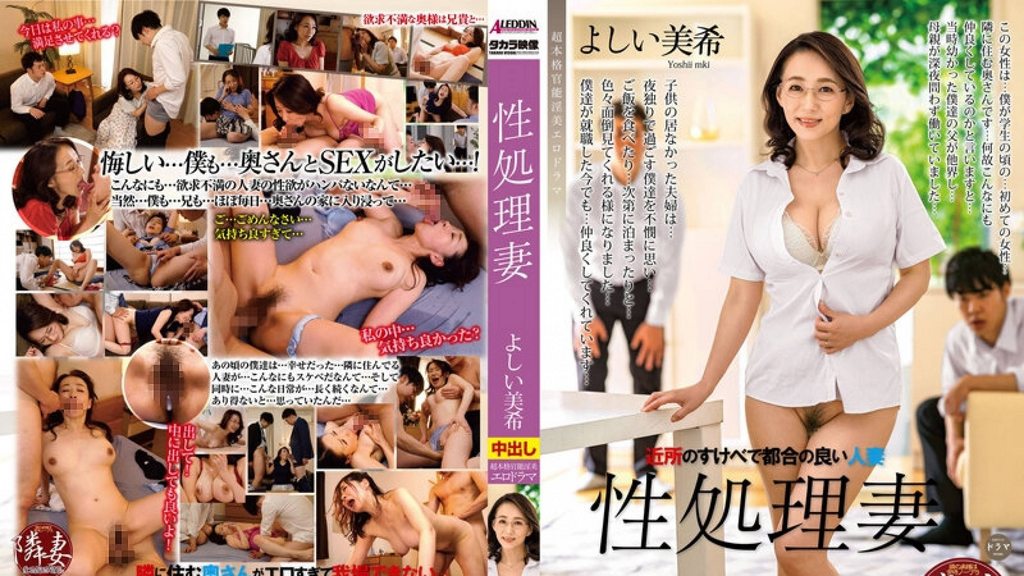 今日は私の事…
満足させてくれる?
欲求不満な奥様は兄貴と…
悔しい…僕も…奥さんとSEXがしたい…!
こんなにも…欲求不満の人妻の性欲がハンパないなんて…
当然…僕も…兄も…ほぼ毎日…奥さんの家に入り浸って…
ご…ごめんなさい…
気持ち良すぎて…
私の中…
気持ち良かった?
あの頃の僕達は…幸せだった…隣に住んでる
人妻が…こんなにもスケベだなんて…そして
同時に…こんな日常が…長く続くなんて…
あり得ないと…思っていたんだ…
出して!
中に出しても良いよ…!
隣妻
隣に住む奥さんがエロすぎて我慢できない
ALEDDIN
タカラ映像
性処理妻
よしい美希
中出し
超本格官能淫美
エロドラマ
超本格官能淫美エロドラマ
よしい美希
Yoshii mki
この女性は…僕が学生の頃の…初めての女性…
隣に住む奥さんです…何故こんなにも
仲良くしているのかと言いますと…
当時幼かった僕達の父が他界し…
母親が深夜問わず働いていました…
子供の居なかった夫婦は…
夜独りで過ごす僕達を不憫に思い…
ご飯を食べたり、次第に泊まったりと…
色々面倒見てくれる様になりました…
僕達が就職した今でも…仲良くしてくれています…
近所のすけべで都合の良い人妻
性処理妻
ドラマ